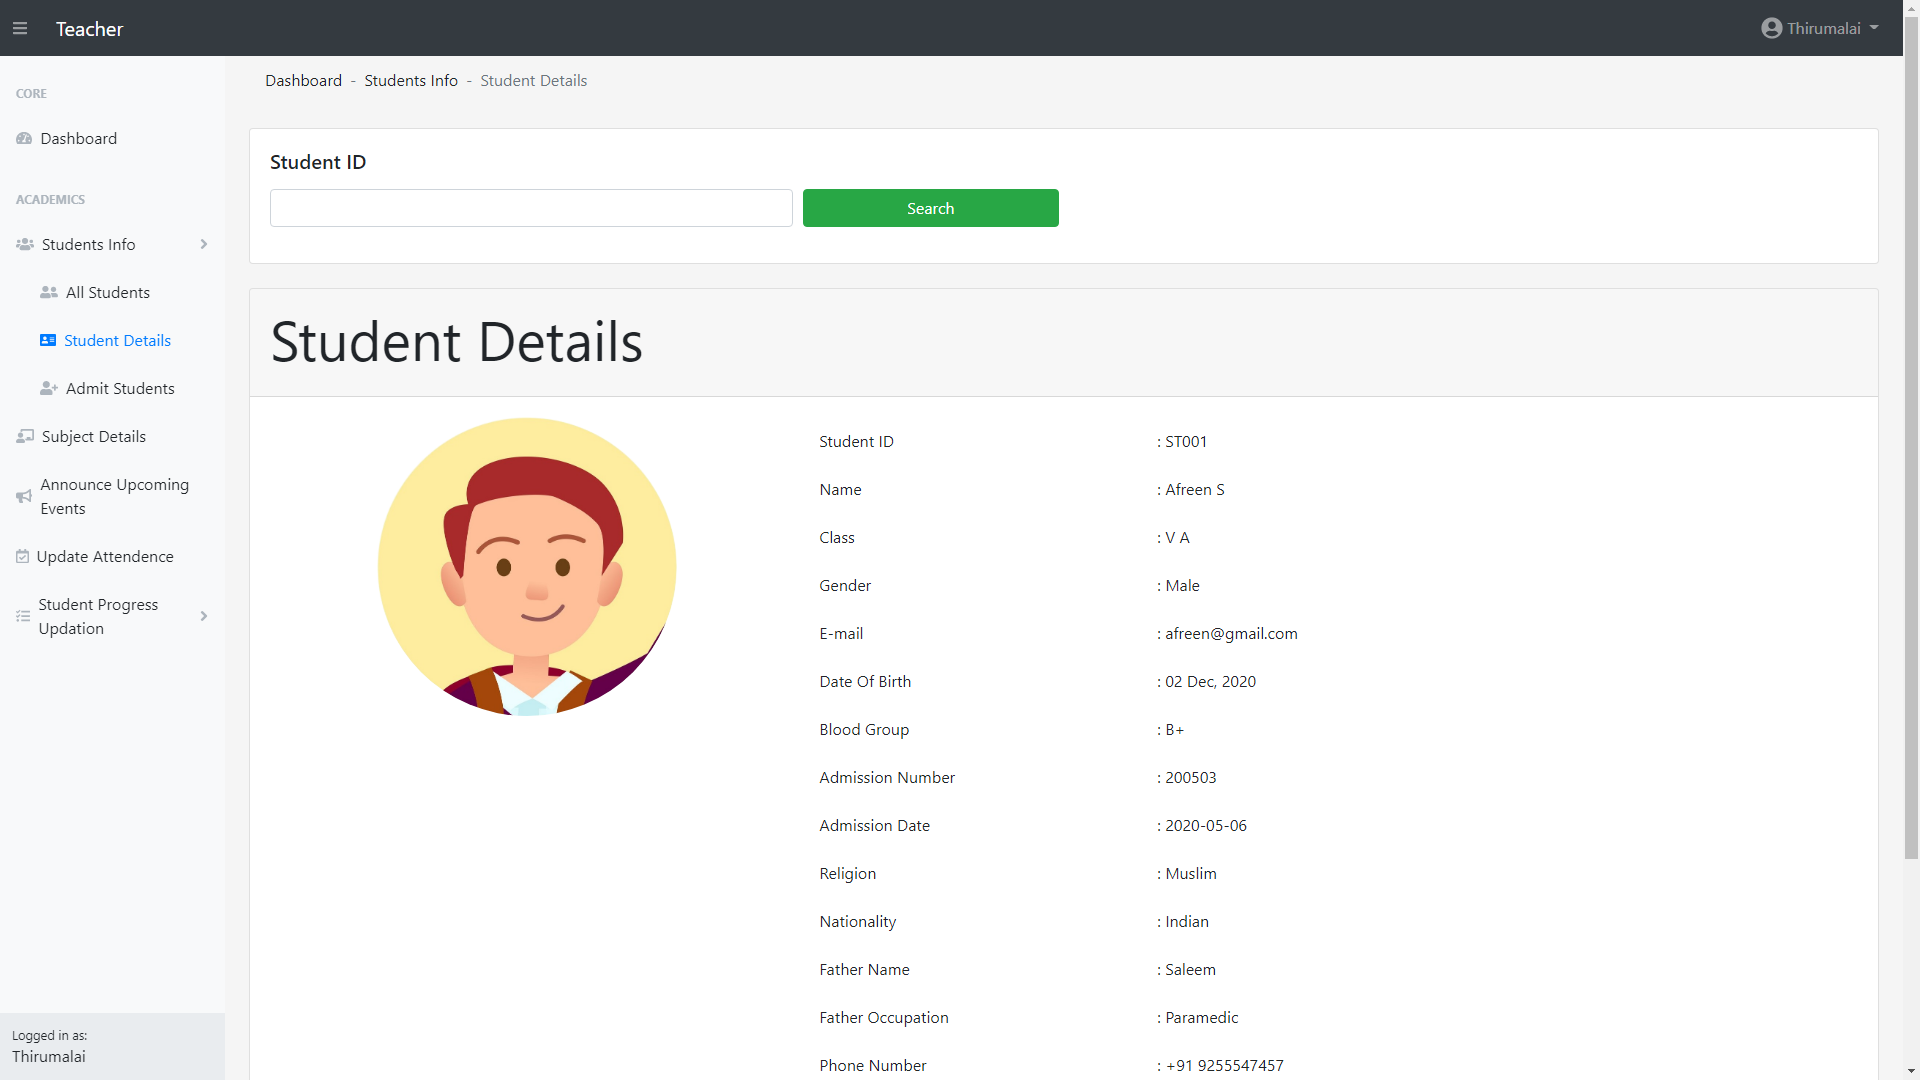 Teacher
Thirumalai
CORE
Dashboard
ACADEMICS
Students Info
All Students
Student Details
Admit Students
Subject Details
Announce Upcoming
Events
Update Attendence
Student Progress
Updation
Logged in as:
Thirumalai
Dashboard - Students Info - Student Details
Student ID
Search
Student Details
Student ID : ST001
Name : Afreen S
Class : V A
Gender : Male
E-mail : afreen@gmail.com
Date Of Birth : 02 Dec, 2020
Blood Group : B+
Admission Number : 200503
Admission Date : 2020-05-06
Religion : Muslim
Nationality : Indian
Father Name : Saleem
Father Occupation : Paramedic
Phone Number : +91 9255547457